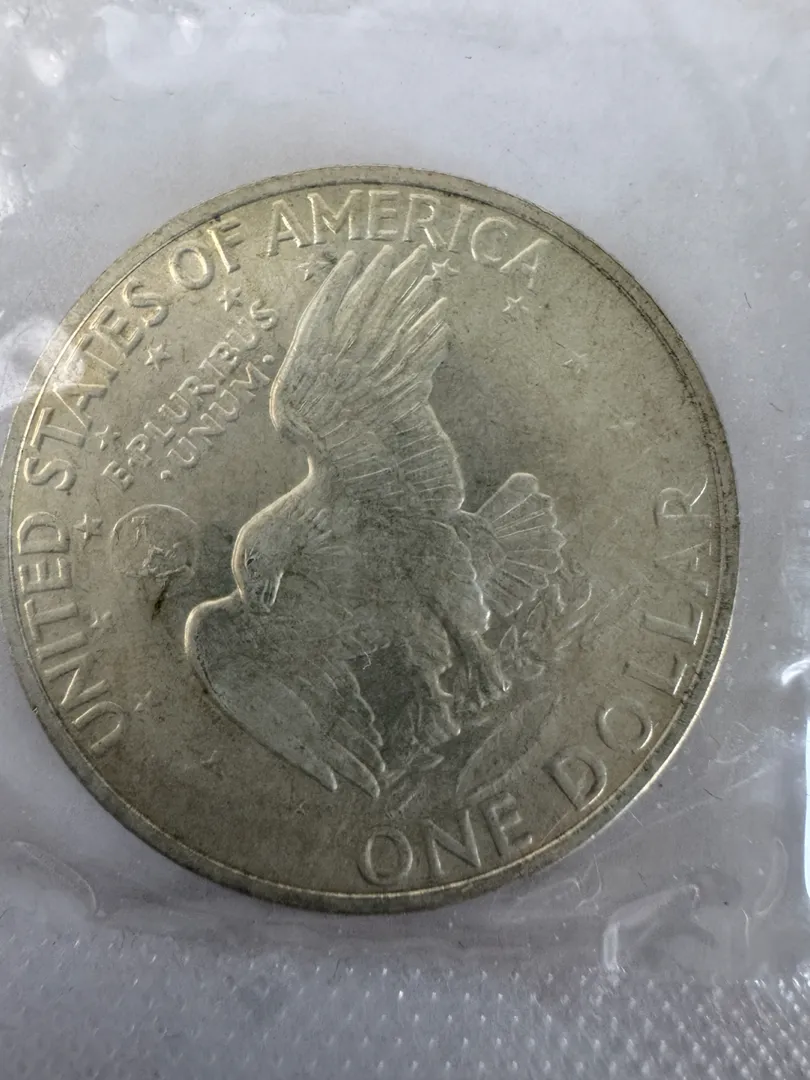 UNITED STATES OF AMERICA
E·PLURIBUS
·UNUM·
ONE DOLLAR